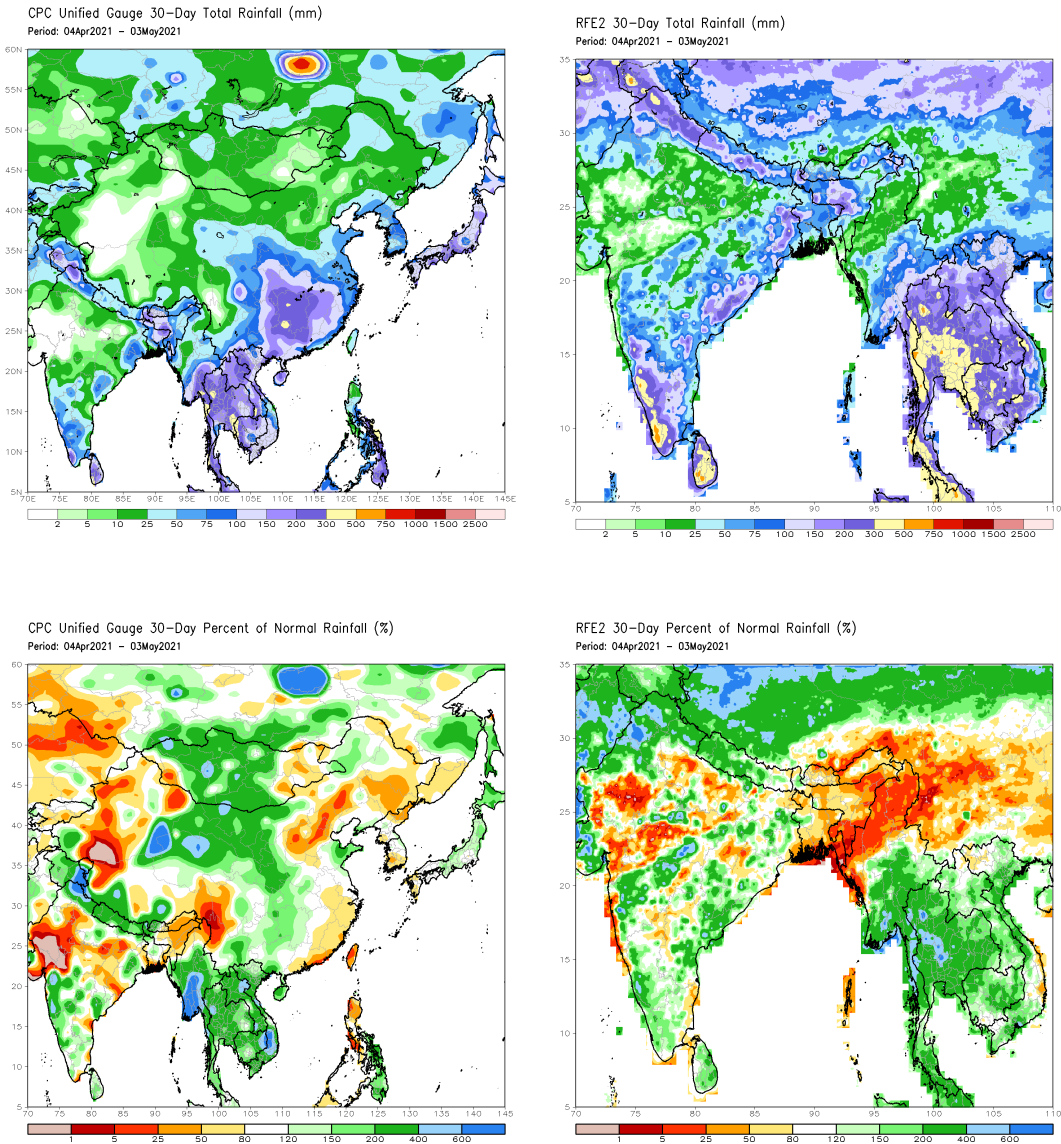 CPC Unified Gauge 30-Day Total Rainfall (mm)
Period: 04Apr2021 - 03May2021
60N
55N
50N
45N
40N
35N
30N
25N
20N
15N
10N
5N
70E 75E 80E 85E 90E 95E 100E 105E 110E 115E 120E 125E 130E 135E 140E 145E
2 5 10 25 50 75 100 150 200 300 500 750 1000 1500 2500
RFE2 30-Day Total Rainfall (mm)
Period: 04Apr2021 - 03May2021
35
30
25
20
15
10
5
70 75 80 85 90 95 100 105 110
2 5 10 25 50 75 100 150 200 300 500 750 1000 1500 2500
CPC Unified Gauge 30-Day Percent of Normal Rainfall (%)
Period: 04Apr2021 - 03May2021
60
55
50
45
40
35
30
25
20
15
10
5
70 75 80 85 90 95 100 105 110 115 120 125 130 135 140 145
1 5 25 50 80 120 150 200 400 600
RFE2 30-Day Percent of Normal Rainfall (%)
Period: 04Apr2021 - 03May2021
35
30
25
20
15
10
5
70 75 80 85 90 95 100 105 110
1 5 25 50 80 120 150 200 400 600